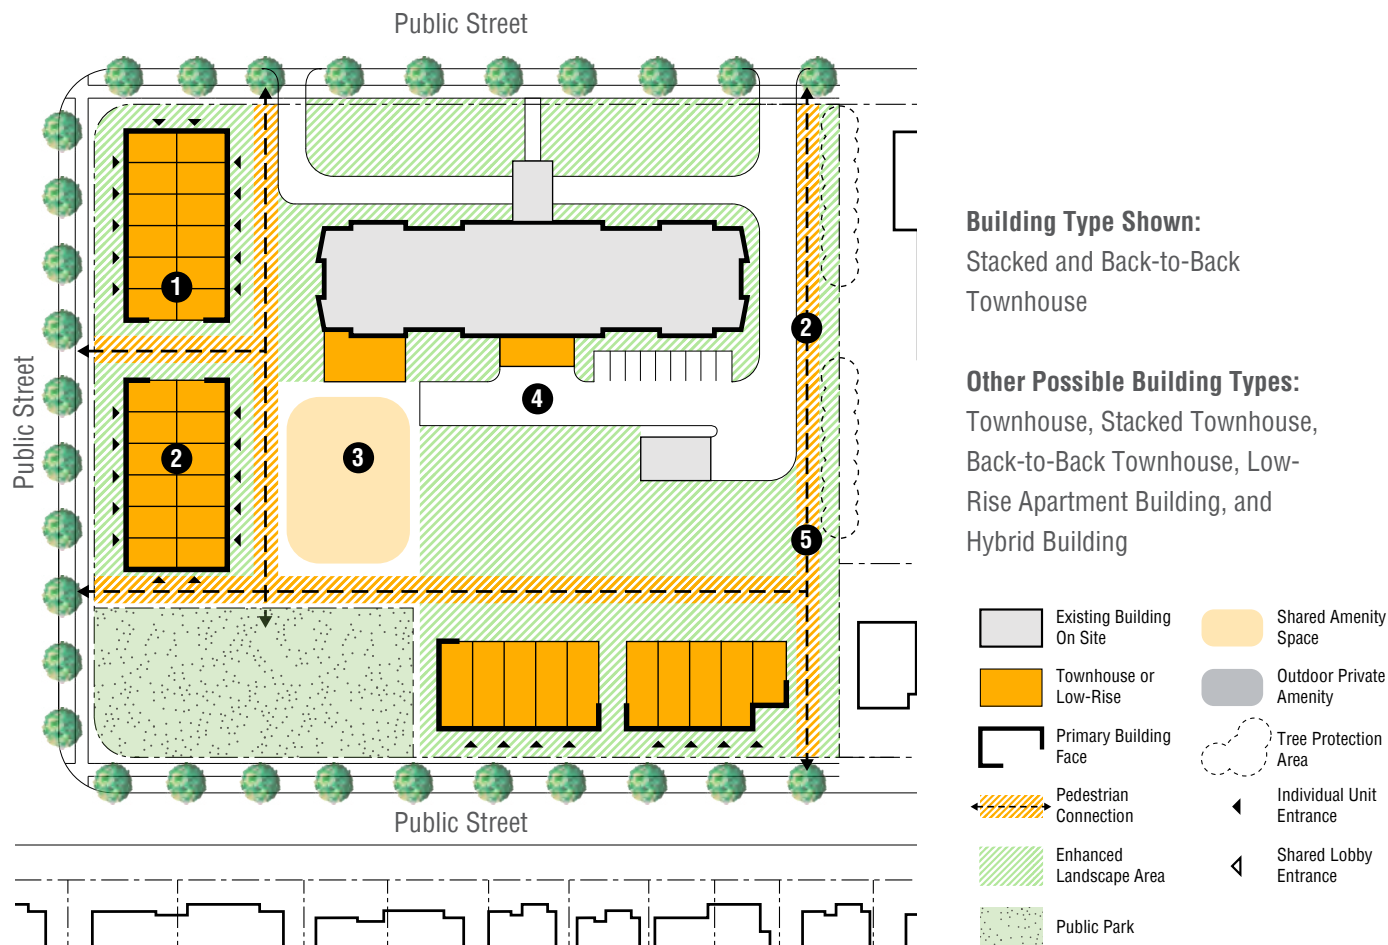 Public Street
Building Type Shown:
Stacked and Back-to-Back
Townhouse
1
2
Public Street
Other Possible Building Types:
Townhouse, Stacked Townhouse,
Back-to-Back Townhouse, Low-
Rise Apartment Building, and
Hybrid Building
4
2
3
5
Existing Building
On Site
Shared Amenity
Space
Townhouse or
Low-Rise
Outdoor Private
Amenity
Primary Building
Face
Tree Protection
Area
Pedestrian
Connection
Individual Unit
Entrance
Public Street
Enhanced
Landscape Area
Shared Lobby
Entrance
Public Park